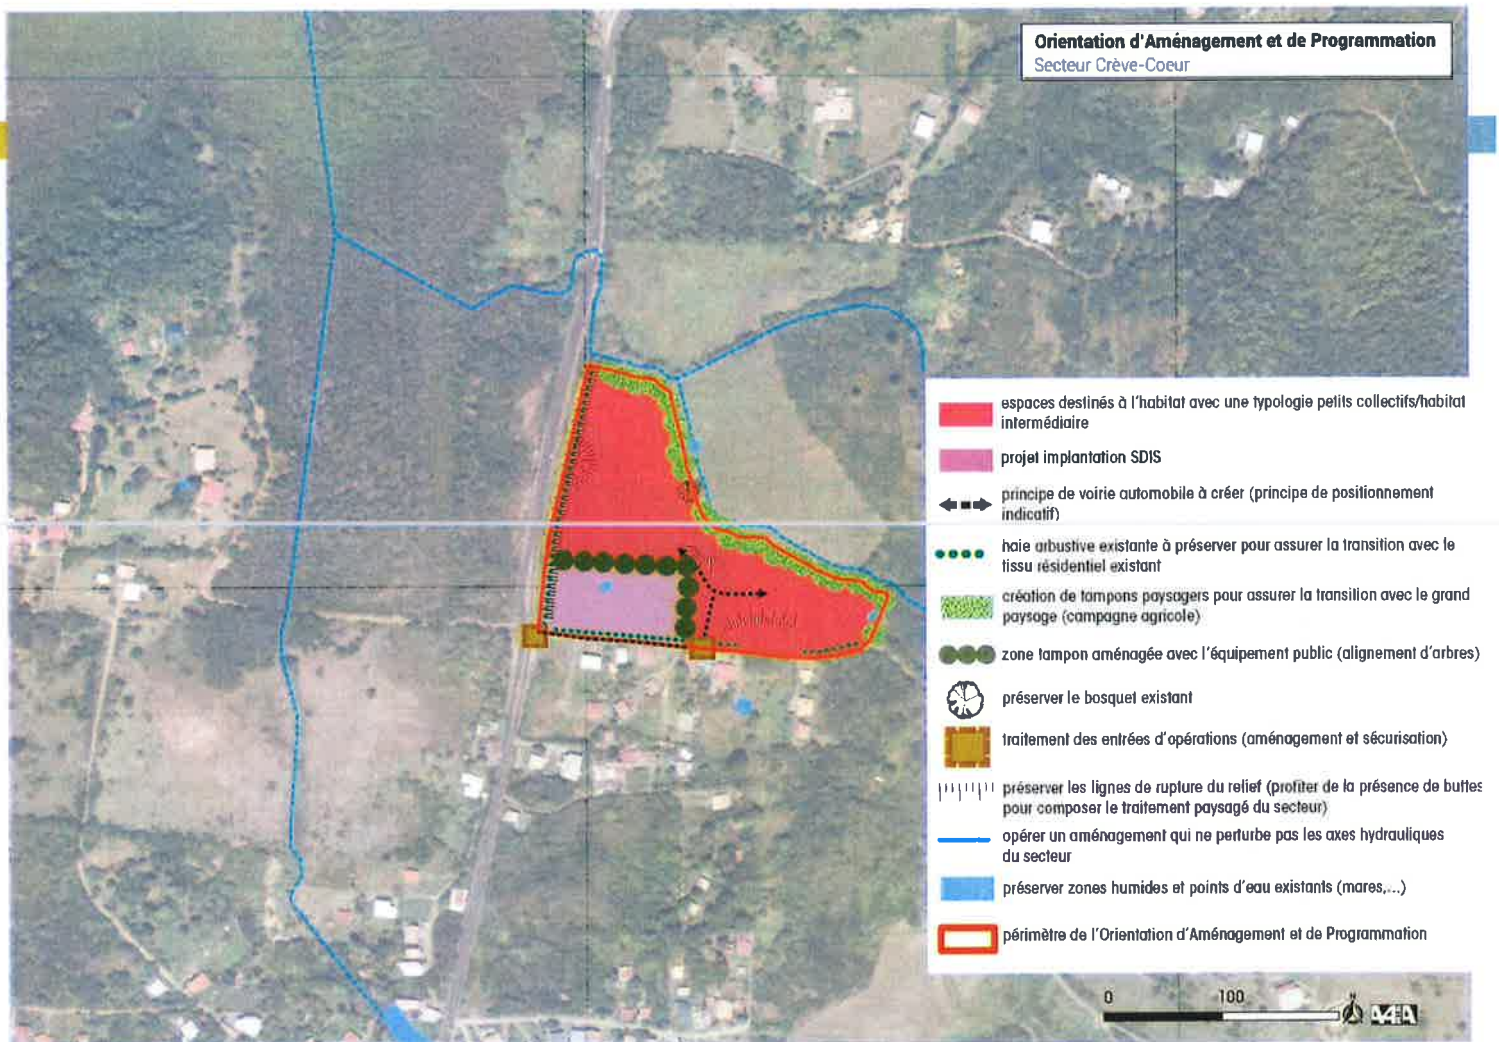 Orientation d'Aménagement et de Programmation
Secteur Crève-Coeur
espaces destinés à l'habitat avec une typologie petits collectifs/habitat
intermédiaire
projet implantation SDIS
principe de voirie automobile à créer (principe de positionnement
indicatif)
haie arbustive existante à préserver pour assurer la transition avec le
tissu résidentiel existant
création de tampons paysagers pour assurer la transition avec le grand
paysage (campagne agricole)
zone tampon aménagée avec l'équipement public (alignement d'arbres)
préserver le bosquet existant
traitement des entrées d'opérations (aménagement et sécurisation)
préserver les lignes de rupture du relief (profiter de la présence de buttes
pour composer le traitement paysagé du secteur)
opérer un aménagement qui ne perturbe pas les axes hydrauliques
du secteur
préserver zones humides et points d'eau existants (mares,...)
périmètre de l'Orientation d'Aménagement et de Programmation
0 100 N